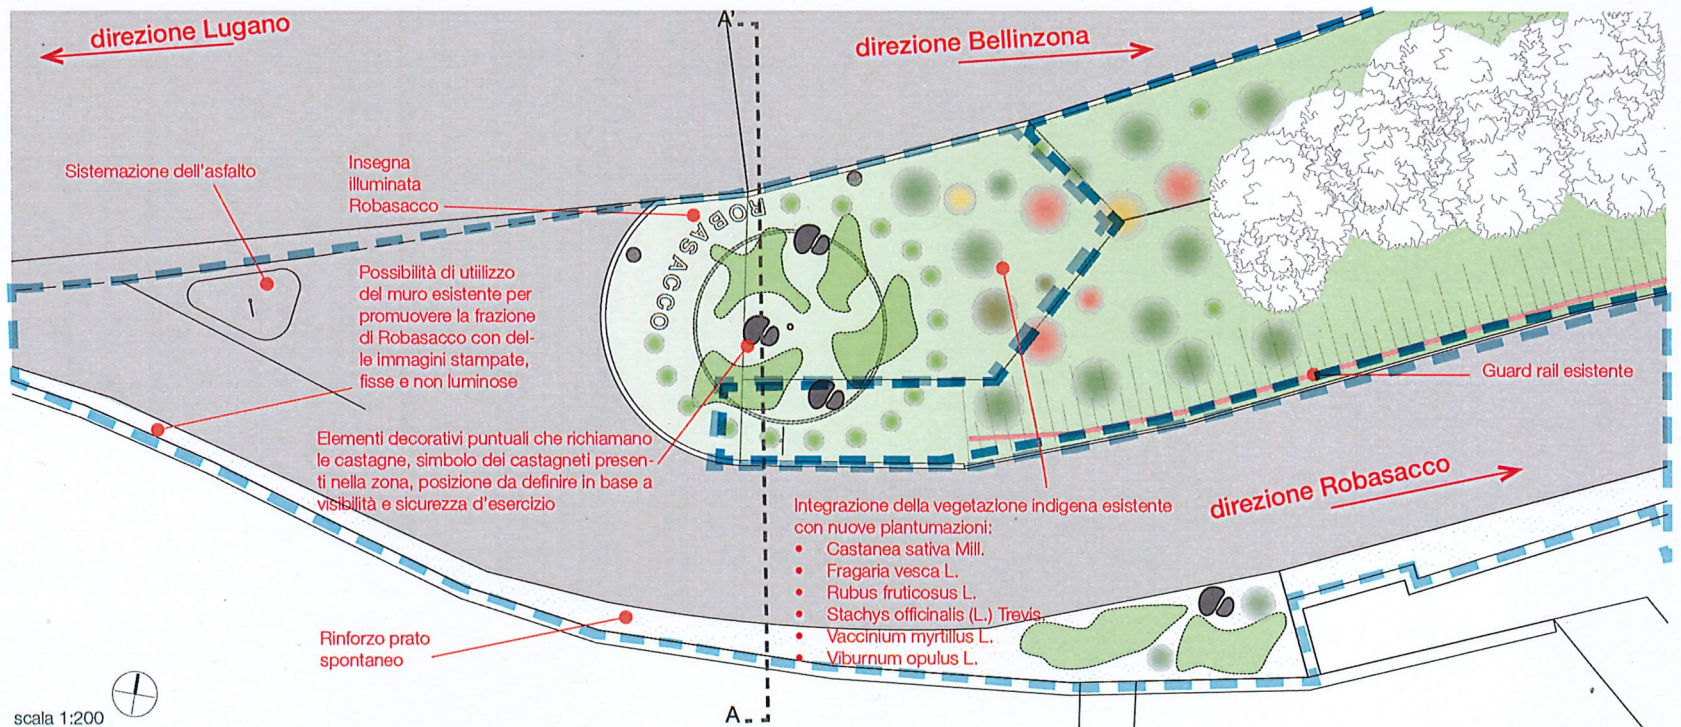 A'
direzione Lugano
direzione Bellinzona
Sistemazione dell'asfalto
Insegna
illuminata
Robasacco
ROBASACCO
Possibilità di utiilizzo
del muro esistente per
promuovere la frazione
di Robasacco con del-
le immagini stampate,
fisse e non luminose
Guard rail esistente
Elementi decorativi puntuali che richiamano
le castagne, simbolo dei castagneti presen-
ti nella zona, posizione da definire in base a
visibilità e sicurezza d'esercizio
direzione Robasacco
Integrazione della vegetazione indigena esistente
con nuove piantumazioni:
• Castanea sativa Mill.
• Fragaria vesca L.
• Rubus fruticosus L.
• Stachys officinalis (L.) Trevis.
• Vaccinium myrtillus L.
• Viburnum opulus L.
Rinforzo prato
spontaneo
scala 1:200
A